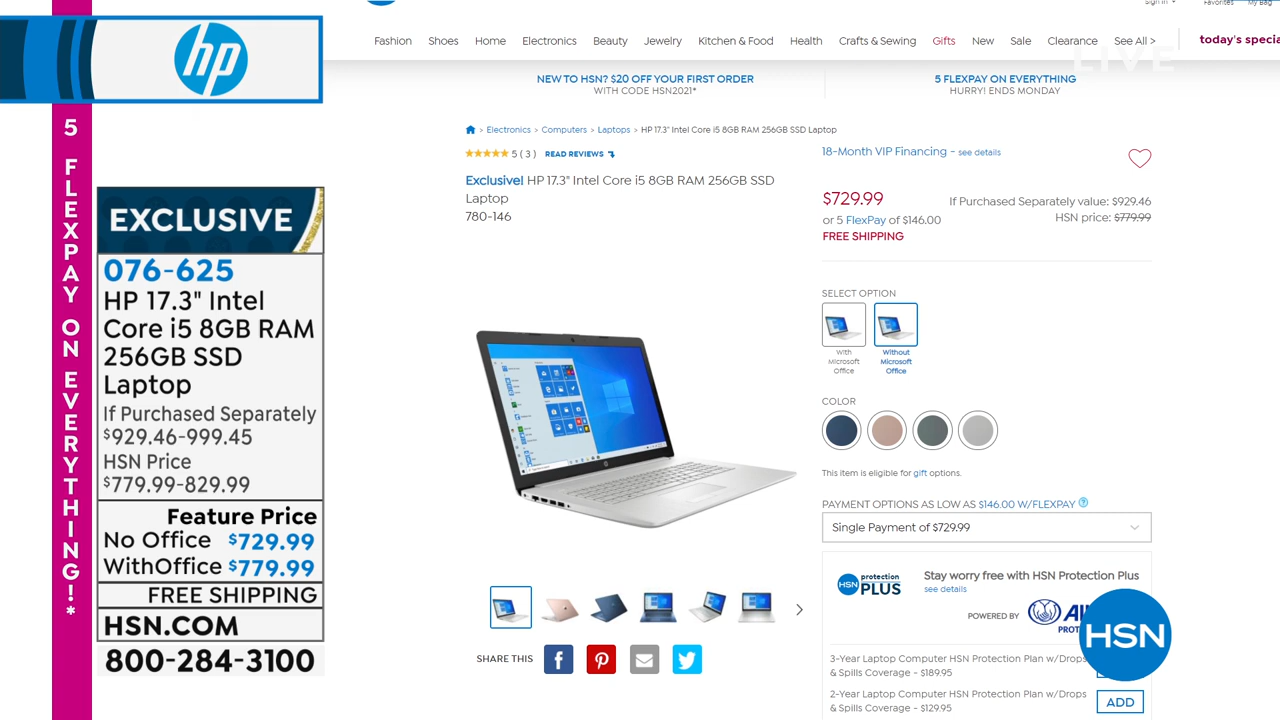 hp
5 FLEXPAY ON EVERYTHING!*
EXCLUSIVE
076-625
HP 17.3" Intel
Core i5 8GB RAM
256GB SSD
Laptop
If Purchased Separately
$929.46-999.45
HSN Price
$779.99-829.99
Feature Price
No Office $729.99
WithOffice $779.99
FREE SHIPPING
HSN.COM
800-284-3100
Sign in Favorites My Bag
Fashion Shoes Home Electronics Beauty Jewelry Kitchen & Food Health Crafts & Sewing Gifts New Sale Clearance See All > today's specia
LIVE
NEW TO HSN? $20 OFF YOUR FIRST ORDER
WITH CODE HSN2021*
5 FLEXPAY ON EVERYTHING
HURRY! ENDS MONDAY
> Electronics > Computers > Laptops > HP 17.3" Intel Core i5 8GB RAM 256GB SSD Laptop
5 ( 3 ) READ REVIEWS
Exclusive! HP 17.3" Intel Core i5 8GB RAM 256GB SSD
Laptop
780-146
SHARE THIS
18-Month VIP Financing - see details
$729.99
or 5 FlexPay of $146.00
FREE SHIPPING
If Purchased Separately value: $929.46
HSN price: $779.99
SELECT OPTION
With
Microsoft
Office
Without
Microsoft
Office
COLOR
This item is eligible for gift options.
PAYMENT OPTIONS AS LOW AS $146.00 W/FLEXPAY ?
Single Payment of $729.99
HSN protection
PLUS
Stay worry free with HSN Protection Plus
see details
POWERED BY
HSN
3-Year Laptop Computer HSN Protection Plan w/Drops
& Spills Coverage - $189.95
2-Year Laptop Computer HSN Protection Plan w/Drops
& Spills Coverage - $129.95
ADD